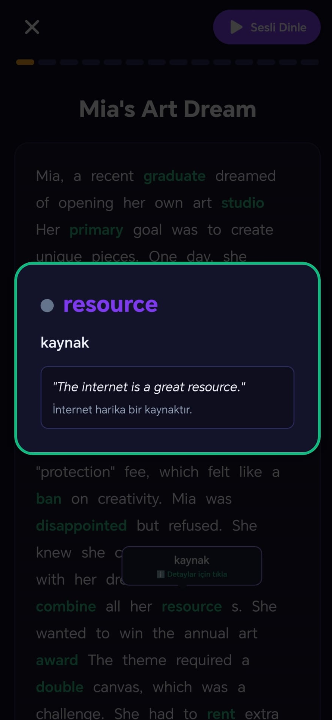 Sesli Dinle
Mia's Art Dream
Mia, a recent graduate dreamed
of opening her own art studio
Her primary goal was to create
unique pieces. One day, she
resource
kaynak
"The internet is a great resource."
İnternet harika bir kaynaktır.
"protection" fee, which felt like a
ban on creativity. Mia was
disappointed but refused. She
knew she c
kaynak
Detaylar için tıkla
with her dre
combine all her resource s. She
wanted to win the annual art
award The theme required a
double canvas, which was a
challenge. She had to rent extra